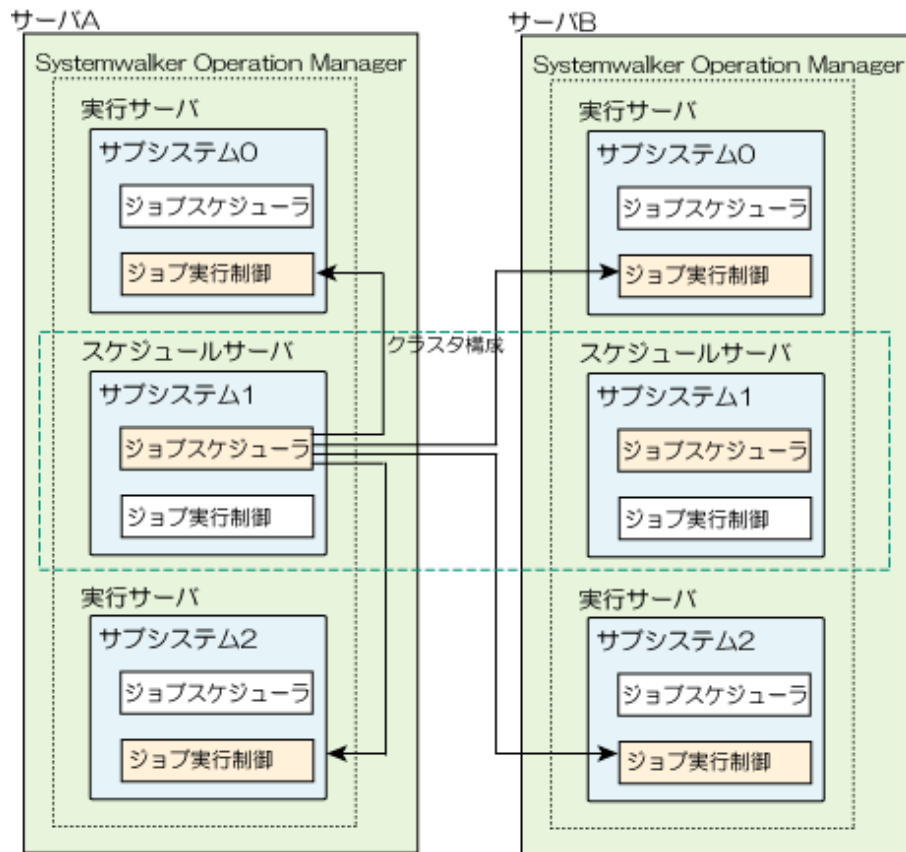 サーバA
Systemwalker Operation Manager
実行サーバ
サブシステム0
ジョブスケジューラ
ジョブ実行制御
スケジュールサーバ
サブシステム1
ジョブスケジューラ
ジョブ実行制御
実行サーバ
サブシステム2
ジョブスケジューラ
ジョブ実行制御
クラスタ構成
サーバB
Systemwalker Operation Manager
実行サーバ
サブシステム0
ジョブスケジューラ
ジョブ実行制御
スケジュールサーバ
サブシステム1
ジョブスケジューラ
ジョブ実行制御
実行サーバ
サブシステム2
ジョブスケジューラ
ジョブ実行制御